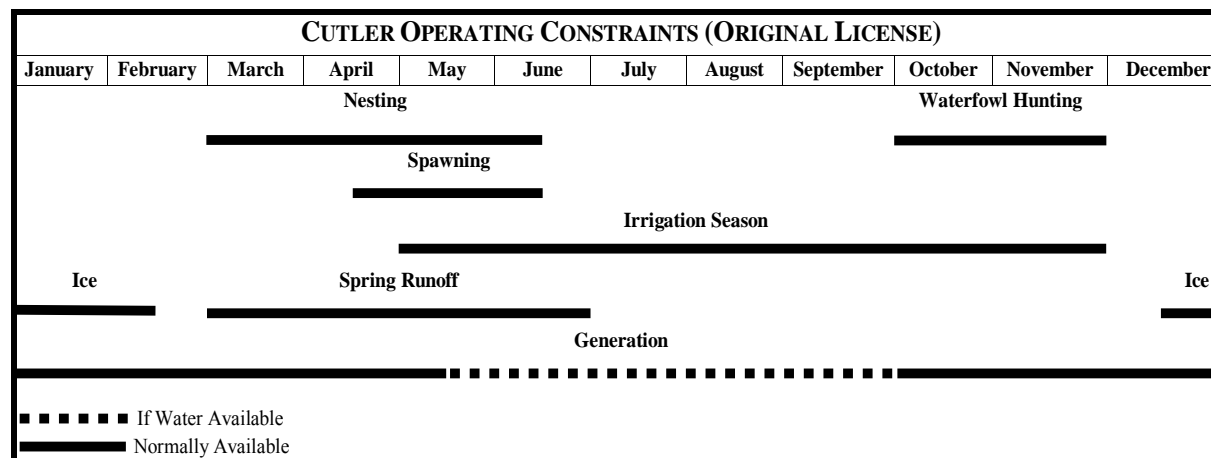 CUTLER OPERATING CONSTRAINTS (ORIGINAL LICENSE)
January February March April May June July August September October November December
Nesting Waterfowl Hunting
Spawning
Irrigation Season
Ice Spring Runoff Ice
Generation
If Water Available
Normally Available